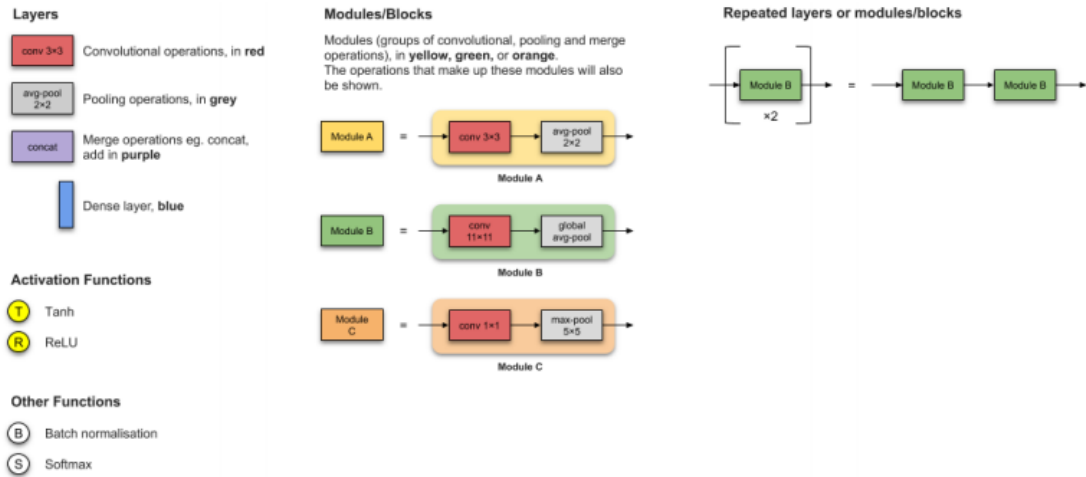 Layers
conv 3×3
Convolutional operations, in red
avg-pool
2×2
Pooling operations, in grey
concat
Merge operations eg. concat,
add in purple
Dense layer, blue
Activation Functions
T
Tanh
R
ReLU
Other Functions
B
Batch normalisation
S
Softmax
Modules/Blocks
Modules (groups of convolutional, pooling and merge
operations), in yellow, green, or orange.
The operations that make up these modules will also
be shown.
Module A
=
conv 3×3
avg-pool
2×2
Module A
Module B
=
conv
11×11
global
avg-pool
Module B
Module
C
=
conv 1×1
max-pool
5×5
Module C
Repeated layers or modules/blocks
Module B
×2
=
Module B
Module B